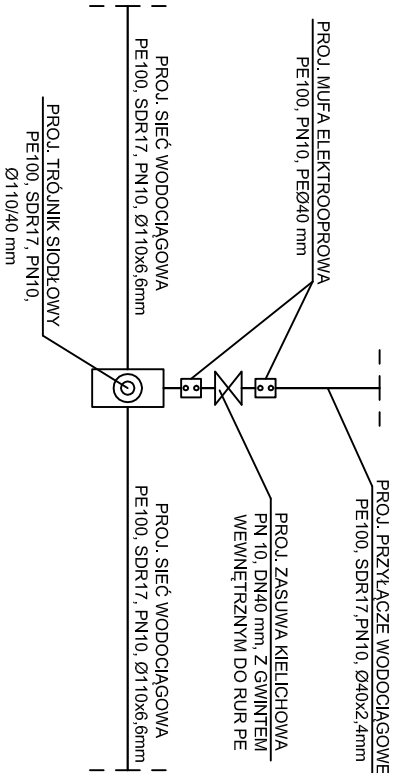 PROJ. MUFA ELEKTROOPROWA
PE100, PN10, PEØ40 mm
PROJ. PRZYŁĄCZE WODOCIĄGOWE
PE100, SDR17,PN10, Ø40x2,4mm
PROJ. ZASUWA KIELICHOWA
PN 10, DN40 mm, Z GWINTEM
WEWNĘTRZNYM DO RUR PE
PROJ. SIEĆ WODOCIĄGOWA
PE100, SDR17, PN10, Ø110x6,6mm
PROJ. SIEĆ WODOCIĄGOWA
PE100, SDR17, PN10, Ø110x6,6mm
PROJ. TRÓJNIK SIODŁOWY
PE100, SDR17, PN10,
Ø110/40 mm